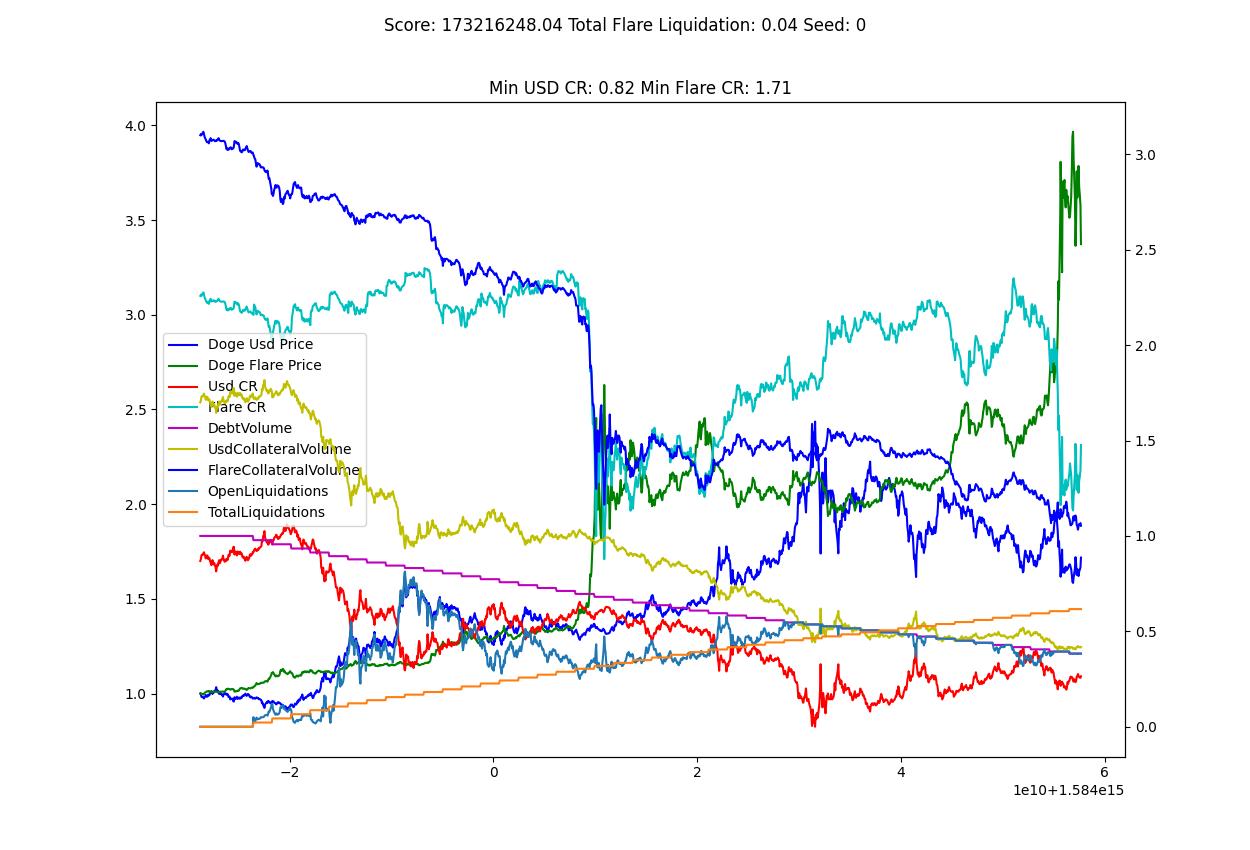 Score: 173216248.04 Total Flare Liquidation: 0.04 Seed: 0
Min USD CR: 0.82 Min Flare CR: 1.71
4.0
3.5
3.0
2.5
2.0
1.5
1.0
Doge Usd Price
Doge Flare Price
Usd CR
Flare CR
DebtVolume
UsdCollateralVolume
FlareCollateralVolume
OpenLiquidations
TotalLiquidations
3.0
2.5
2.0
1.5
1.0
0.5
0.0
−2 0 2 4 6
1e10+1.584e15